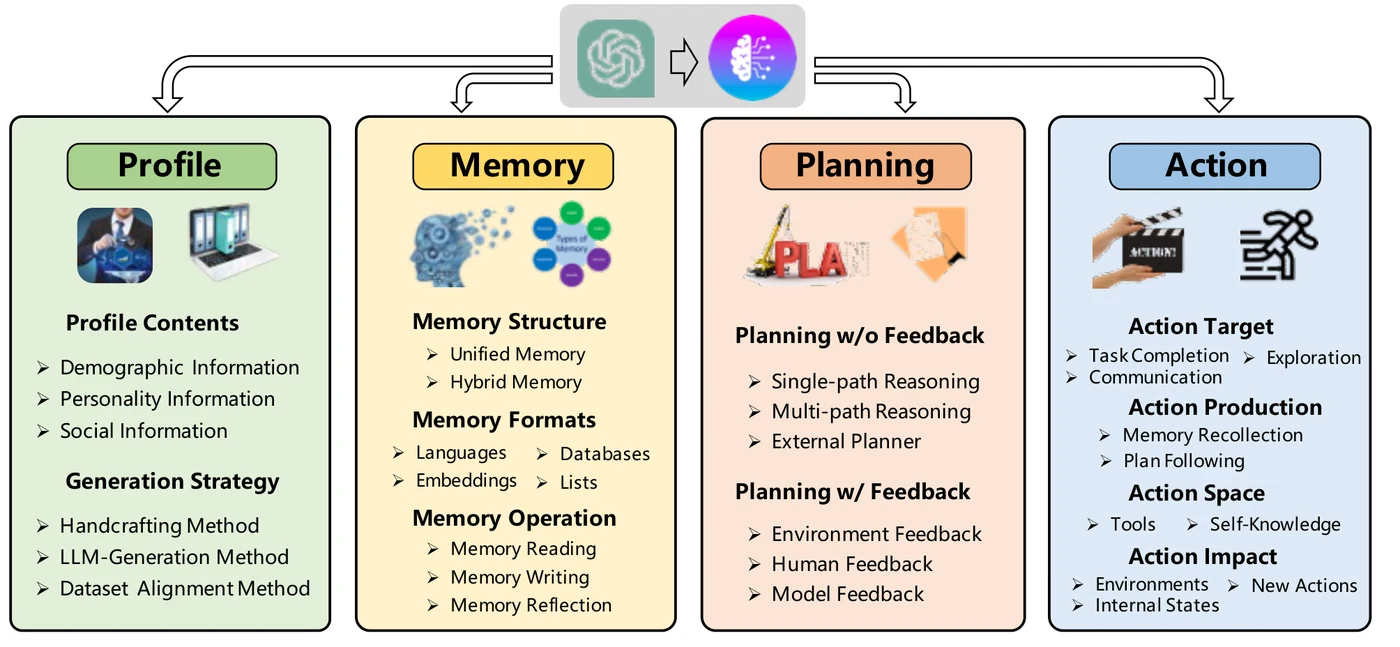 Profile
Profile Contents
Demographic Information
Personality Information
Social Information
Generation Strategy
Handcrafting Method
LLM-Generation Method
Dataset Alignment Method
Memory
Types of
Memory
Memory Structure
Unified Memory
Hybrid Memory
Memory Formats
Languages
Databases
Embeddings
Lists
Memory Operation
Memory Reading
Memory Writing
Memory Reflection
Planning
PLAN
Planning w/o Feedback
Single-path Reasoning
Multi-path Reasoning
External Planner
Planning w/ Feedback
Environment Feedback
Human Feedback
Model Feedback
Action
ACTION!
Action Target
Task Completion
Exploration
Communication
Action Production
Memory Recollection
Plan Following
Action Space
Tools
Self-Knowledge
Action Impact
Environments
New Actions
Internal States